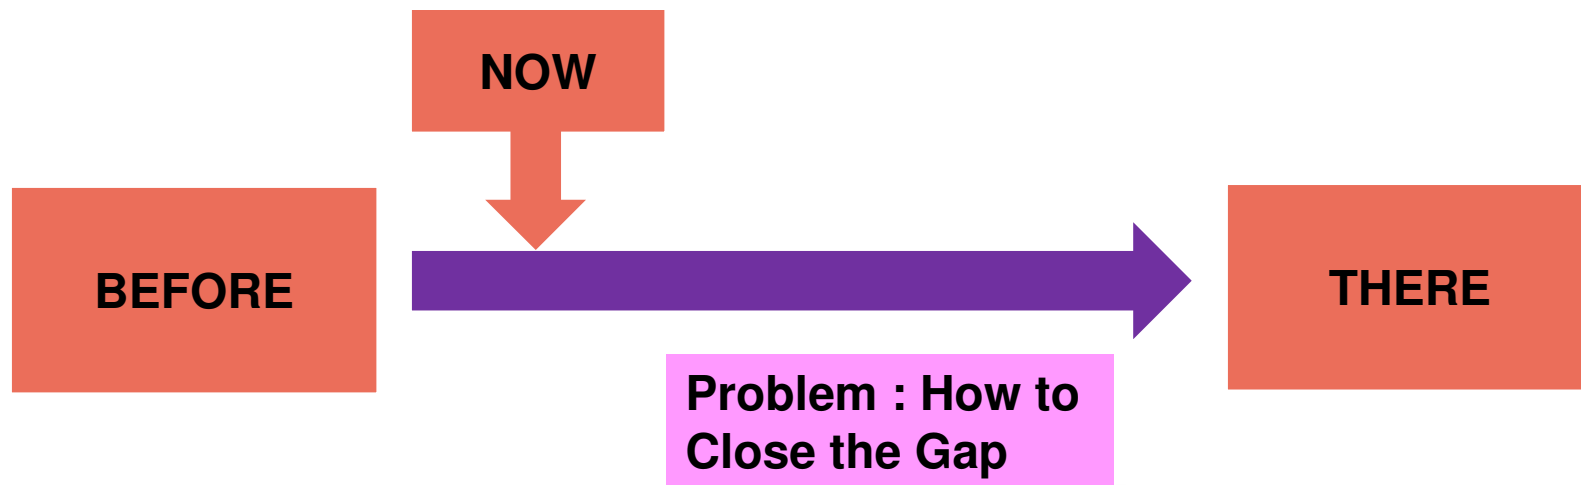 NOW
BEFORE
THERE
Problem : How to
Close the Gap